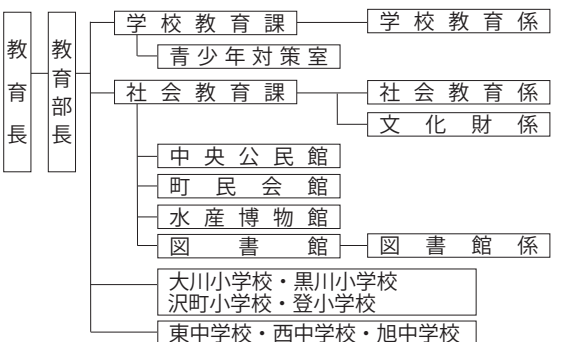 教育長
教育部長
学校教育課
学校教育係
青少年対策室
社会教育課
社会教育係
文化財係
中央公民館
町民会館
水産博物館
図書館
図書館係
大川小学校・黒川小学校
沢町小学校・登小学校
東中学校・西中学校・旭中学校